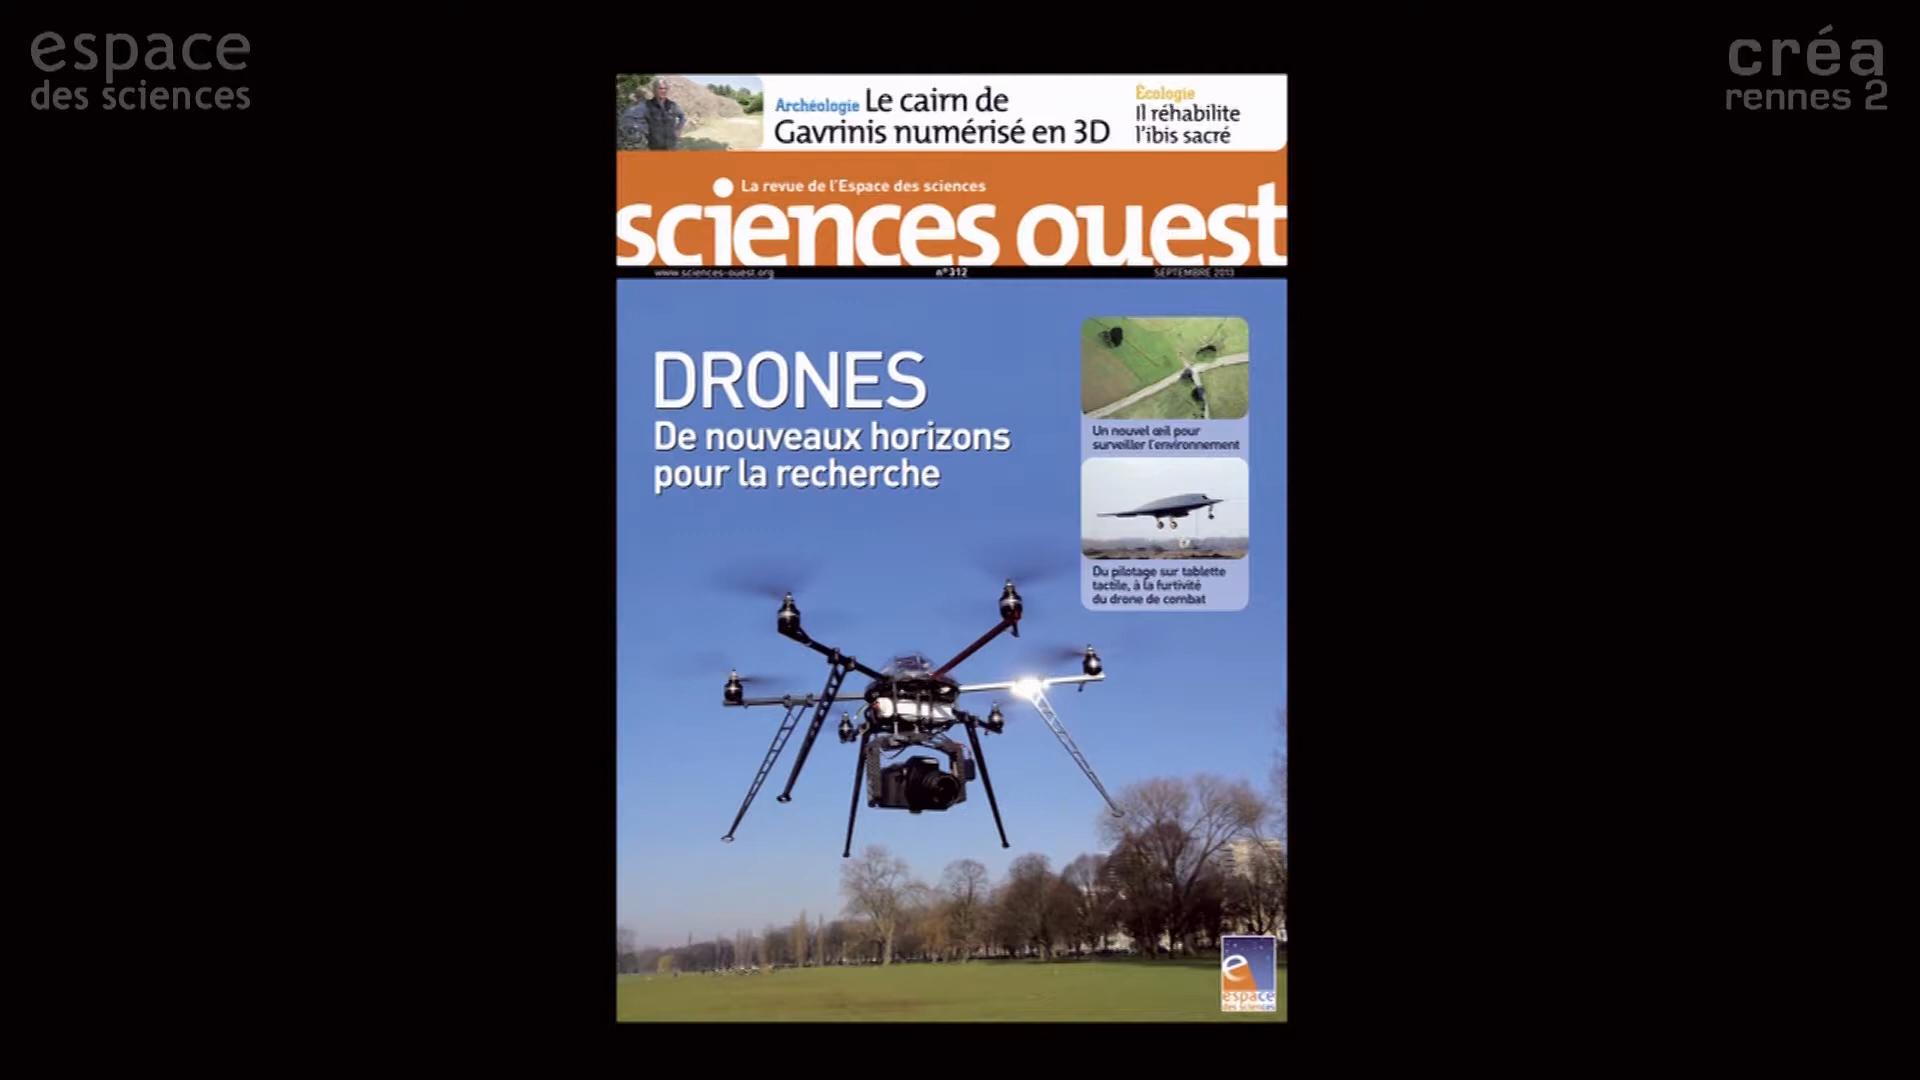 espace
des sciences
créa
rennes 2
Archéologie Le cairn de
Gavrinis numérisé en 3D
Écologie
Il réhabilite
l'ibis sacré
La revue de l'Espace des sciences
sciences ouest
www.sciences-ouest.org
n°312
SEPTEMBRE 2013
DRONES
De nouveaux horizons
pour la recherche
Un nouvel œil pour
surveiller l'environnement
Du pilotage sur tablette
tactile, à la furtivité
du drone de combat
e
espace
des sciences